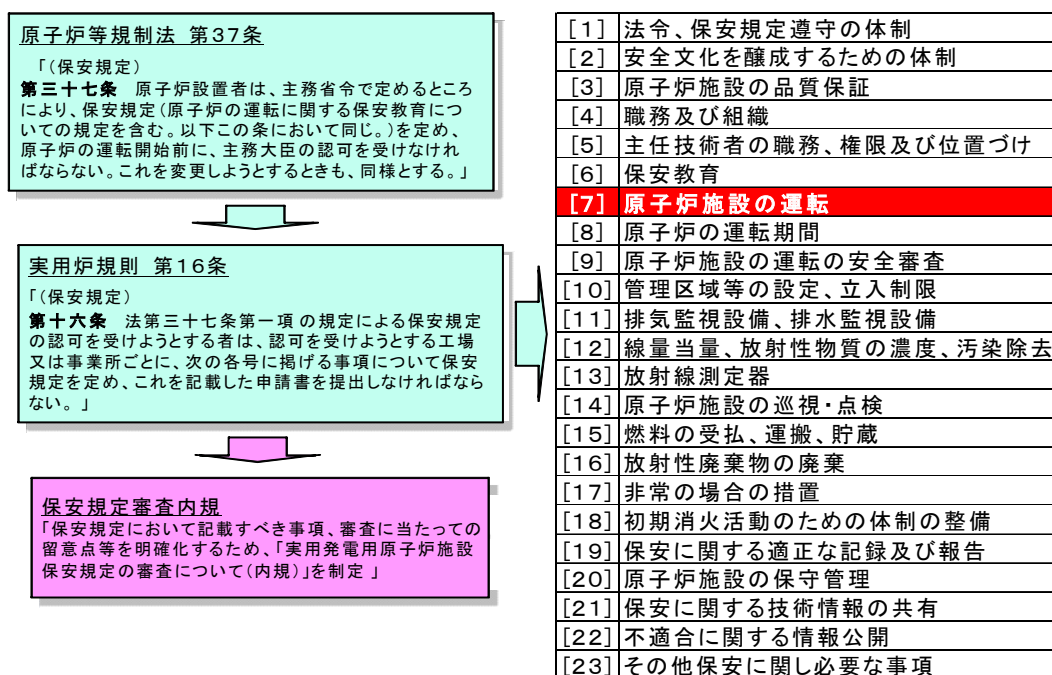 原子炉等規制法 第37条
「(保安規定)
第三十七条 原子炉設置者は、主務省令で定めるところ
により、保安規定(原子炉の運転に関する保安教育につ
いての規定を含む。以下この条において同じ。)を定め、
原子炉の運転開始前に、主務大臣の認可を受けなけれ
ばならない。これを変更しようとするときも、同様とする。」
実用炉規則 第16条
「(保安規定)
第十六条 法第三十七条第一項 の規定による保安規定
の認可を受けようとする者は、認可を受けようとする工場
又は事業所ごとに、次の各号に掲げる事項について保安
規定を定め、これを記載した申請書を提出しなければなら
ない。」
保安規定審査内規
「保安規定において記載すべき事項、審査に当たっての
留意点等を明確化するため、「実用発電用原子炉施設
保安規定の審査について(内規)」を制定 」
[1] 法令、保安規定遵守の体制
[2] 安全文化を醸成するための体制
[3] 原子炉施設の品質保証
[4] 職務及び組織
[5] 主任技術者の職務、権限及び位置づけ
[6] 保安教育
[7] 原子炉施設の運転
[8] 原子炉の運転期間
[9] 原子炉施設の運転の安全審査
[10] 管理区域等の設定、立入制限
[11] 排気監視設備、排水監視設備
[12] 線量当量、放射性物質の濃度、汚染除去
[13] 放射線測定器
[14] 原子炉施設の巡視・点検
[15] 燃料の受払、運搬、貯蔵
[16] 放射性廃棄物の廃棄
[17] 非常の場合の措置
[18] 初期消火活動のための体制の整備
[19] 保安に関する適正な記録及び報告
[20] 原子炉施設の保守管理
[21] 保安に関する技術情報の共有
[22] 不適合に関する情報公開
[23] その他保安に関し必要な事項